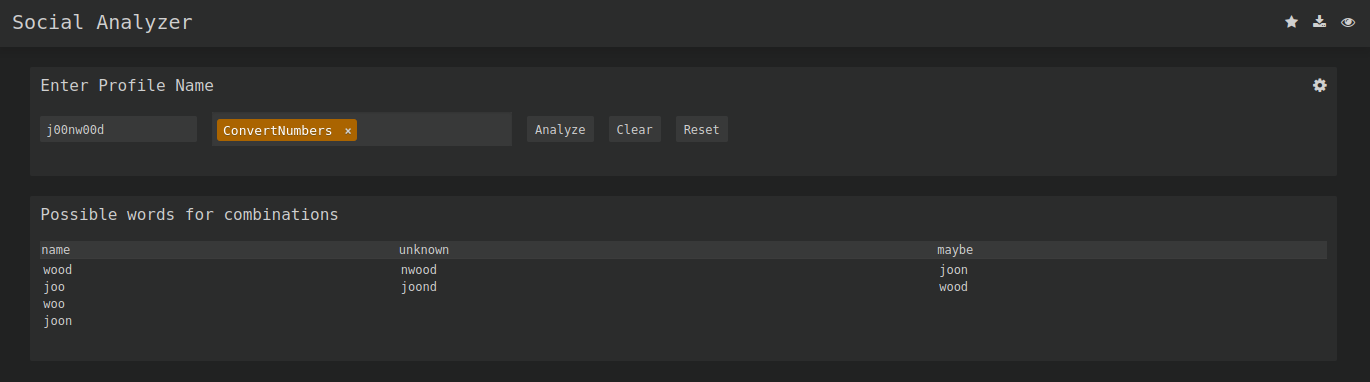 Social Analyzer
Enter Profile Name
j00nw00d ConvertNumbers × Analyze Clear Reset
Possible words for combinations
name unknown maybe
wood nwood joon
joo joond wood
woo
joon